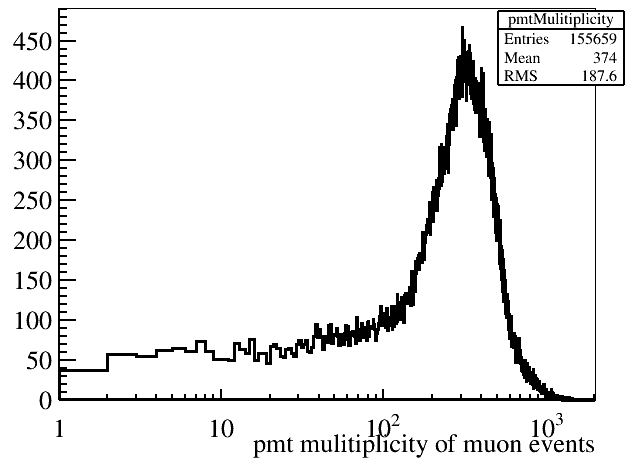 pmtMulitiplicity
Entries 155659
Mean 374
RMS 187.6
450
400
350
300
250
200
150
100
50
0
1 10 10² 10³
pmt mulitiplicity of muon events